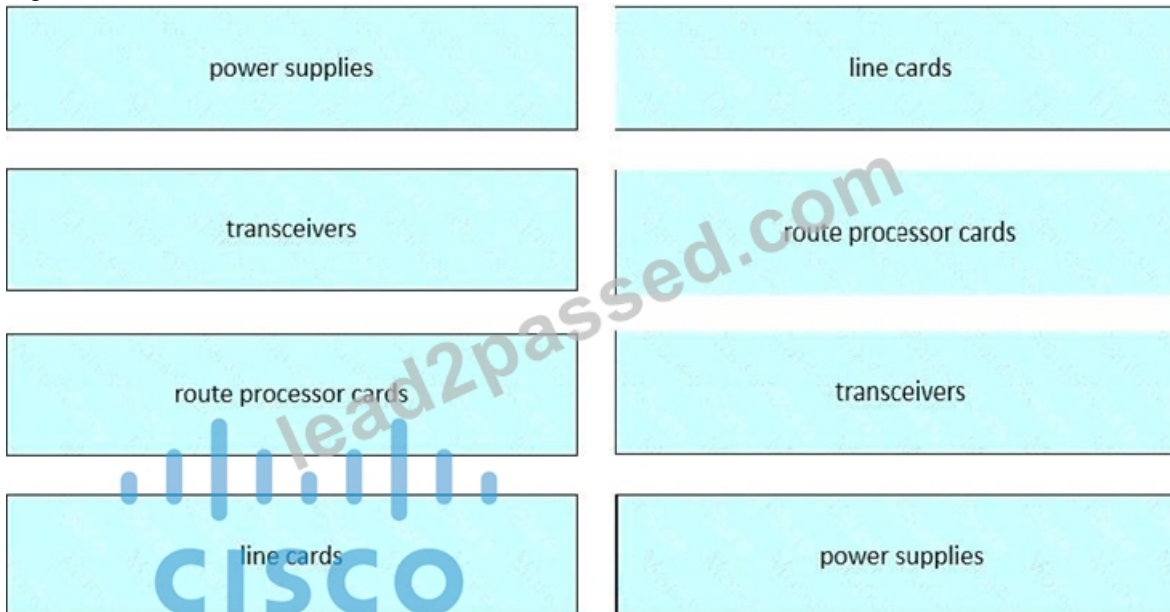 power supplies
line cards
transceivers
route processor cards
route processor cards
transceivers
line cards
power supplies
lead2passed.com
CISCO